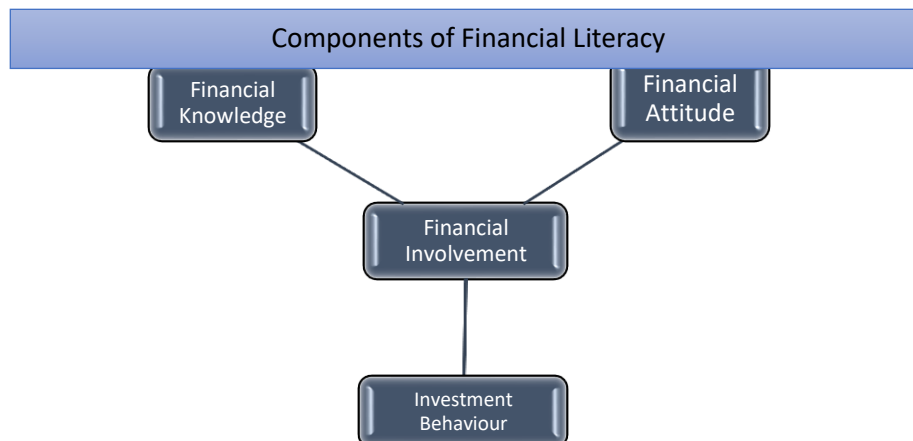 Components of Financial Literacy
Financial
Knowledge
Financial
Attitude
Financial
Involvement
Investment
Behaviour